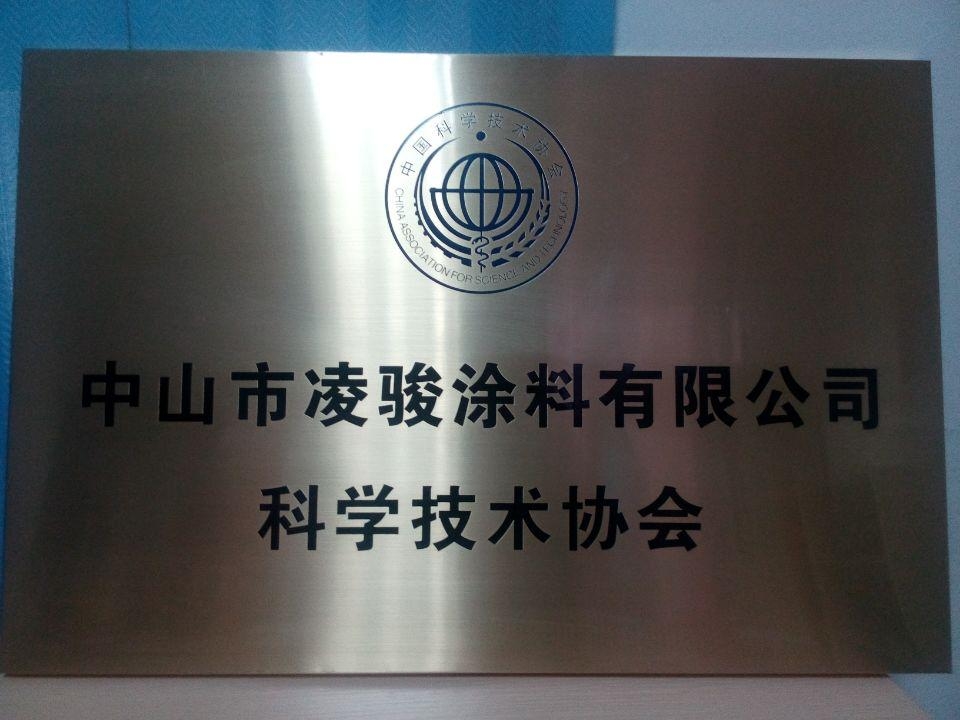 中国科学技术协会
CHINA ASSOCIATION FOR SCIENCE AND TECHNOLOGY
中山市凌骏涂料有限公司
科学技术协会